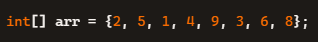 int[] arr = {2, 5, 1, 4, 9, 3, 6, 8};